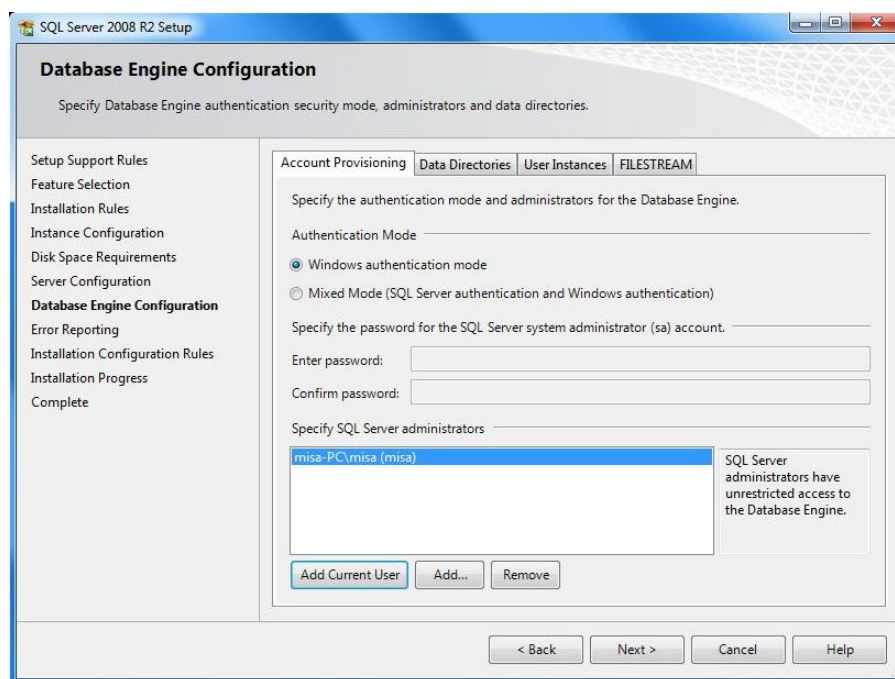 SQL Server 2008 R2 Setup
Database Engine Configuration
Specify Database Engine authentication security mode, administrators and data directories.
Setup Support Rules
Feature Selection
Installation Rules
Instance Configuration
Disk Space Requirements
Server Configuration
Database Engine Configuration
Error Reporting
Installation Configuration Rules
Installation Progress
Complete
Account Provisioning Data Directories User Instances FILESTREAM
Specify the authentication mode and administrators for the Database Engine.
Authentication Mode
Windows authentication mode
Mixed Mode (SQL Server authentication and Windows authentication)
Specify the password for the SQL Server system administrator (sa) account.
Enter password:
Confirm password:
Specify SQL Server administrators
misa-PC\misa (misa)
SQL Server
administrators have
unrestricted access to
the Database Engine.
Add Current User Add... Remove
< Back Next > Cancel Help